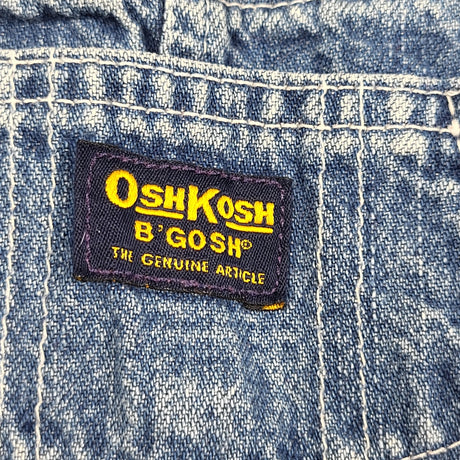 OSHKOSH
B'GOSH®
THE GENUINE ARTICLE